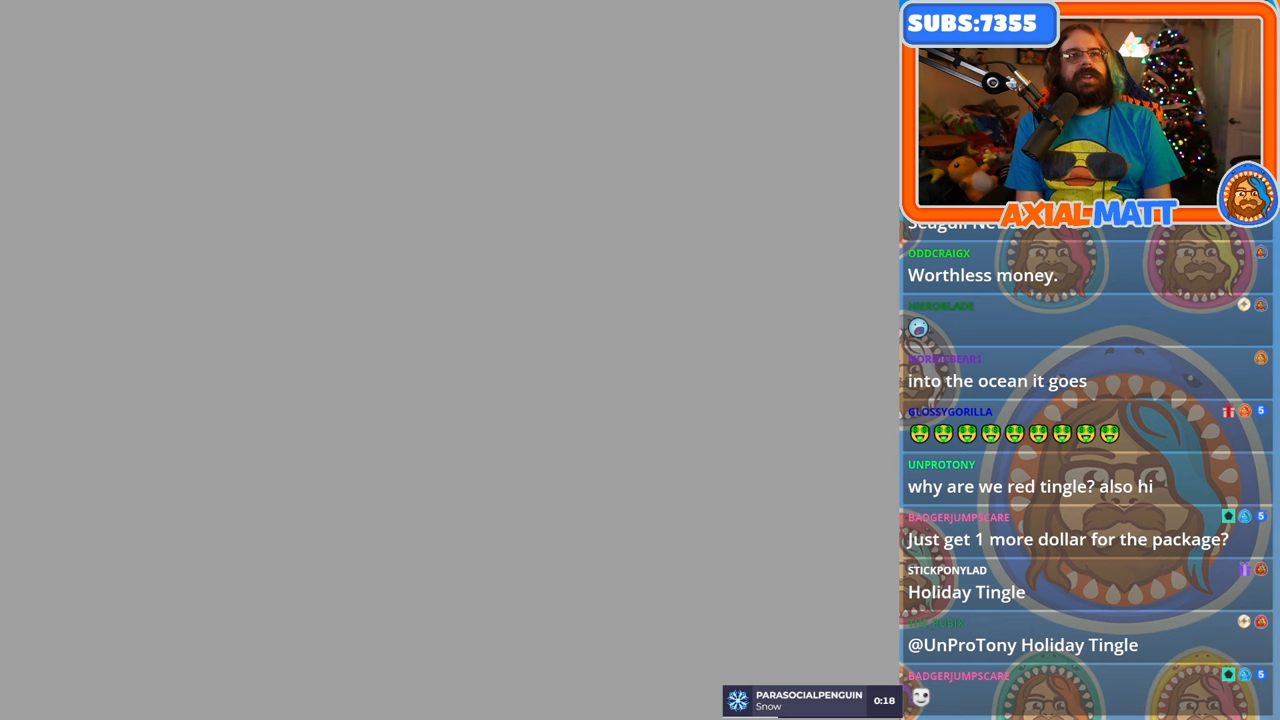 SUBS:7355
AXIAL MATT
ODDCRAIGX
Worthless money.
HIEROBLADE
into the ocean it goes
GLOSSYGORILLA
5
UNPROTONY
why are we red tingle? also hi
BADGERJUMPSCARE
5
Just get 1 more dollar for the package?
STICKPONYLAD
Holiday Tingle
@UnProTony Holiday Tingle
BADGERJUMPSCARE
5
PARASOCIALPENGUIN
Snow
0:18